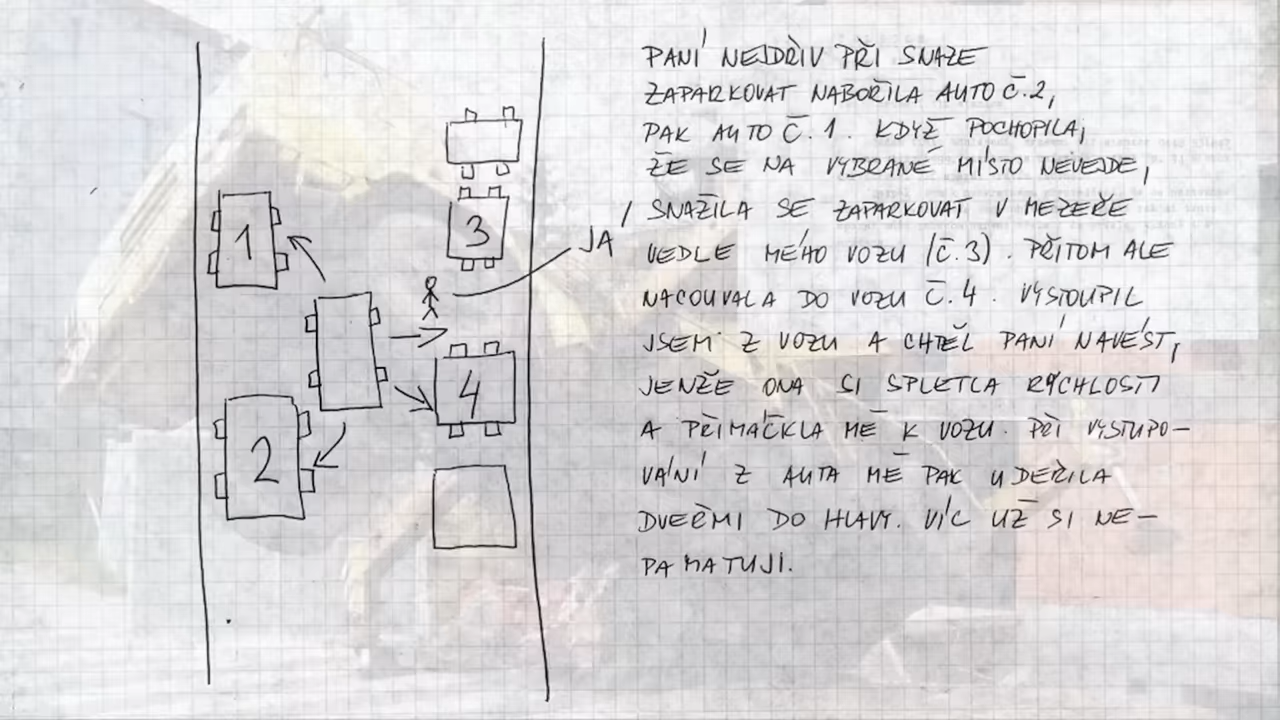 PANÍ NEJDŘÍV PŘI SNAZE
ZAPARKOVAT NABOŘILA AUTO Č.2,
PAK AUTO Č.1. KDYŽ POCHOPILA,
ŽE SE NA VYBRANÉ MÍSTO NEVEJDE,
SNAŽILA SE ZAPARKOVAT V MEZEŘE
VEDLE MÉHO VOZU (Č.3). PŘITOM ALE
NACOUVALA DO VOZU Č.4. VYSTOUPIL
JSEM Z VOZU A CHTĚL PANÍ NAVÉST,
JENŽE ONA SI SPLETLA RYCHLOSTI
A PŘIMÁČKLA MĚ K VOZU. PŘI VYSTUPO-
VÁNÍ Z AUTA MĚ PAK UDEŘILA
DVEŘMI DO HLAVY. VÍC UŽ SI NE-
PAMATUJI.
1
3
JÁ
4
2